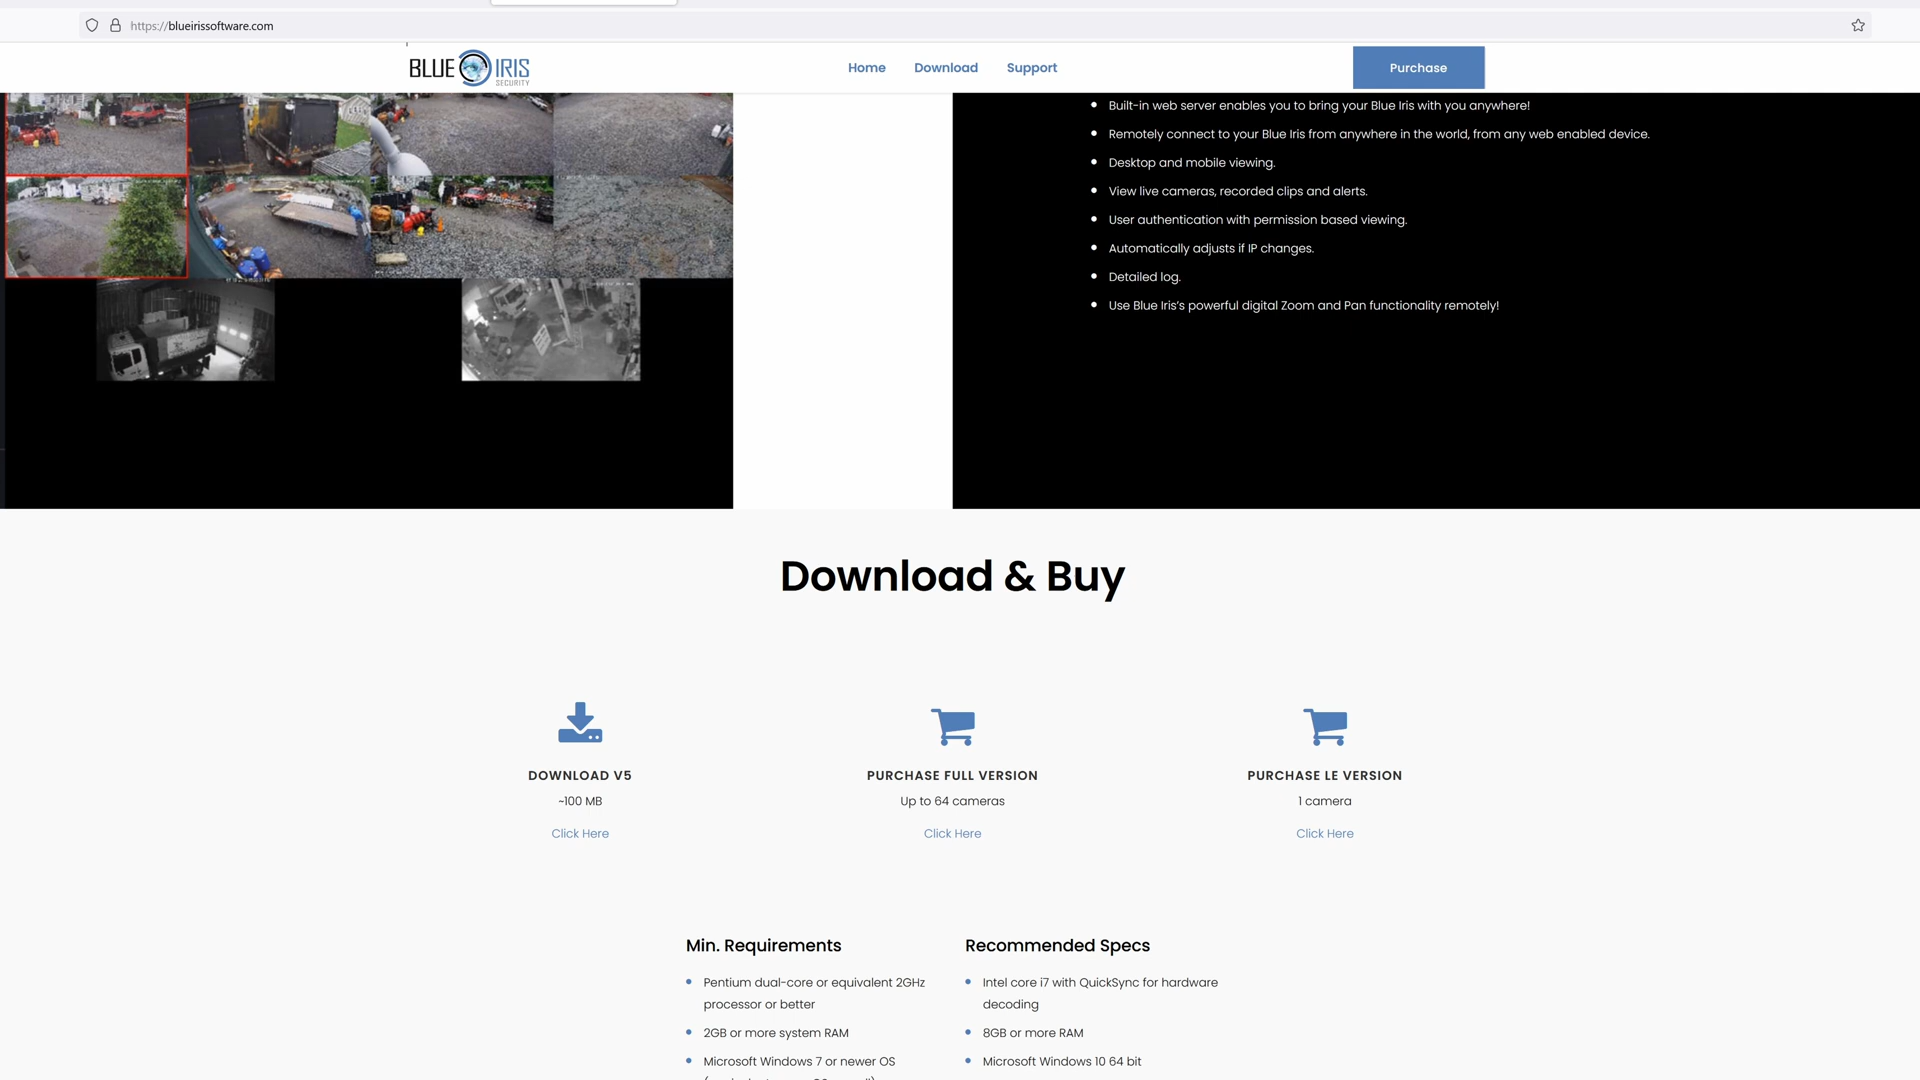 https://blueirissoftware.com
BLUE IRIS
SECURITY
Home Download Support Purchase
Built-in web server enables you to bring your Blue Iris with you anywhere!
Remotely connect to your Blue Iris from anywhere in the world, from any web enabled device.
Desktop and mobile viewing.
View live cameras, recorded clips and alerts.
User authentication with permission based viewing.
Automatically adjusts if IP changes.
Detailed log.
Use Blue Iris's powerful digital Zoom and Pan functionality remotely!
Download & Buy
DOWNLOAD V5
~100 MB
Click Here
PURCHASE FULL VERSION
Up to 64 cameras
Click Here
PURCHASE LE VERSION
1 camera
Click Here
Min. Requirements
Pentium dual-core or equivalent 2GHz
processor or better
2GB or more system RAM
Microsoft Windows 7 or newer OS
Recommended Specs
Intel core i7 with QuickSync for hardware
decoding
8GB or more RAM
Microsoft Windows 10 64 bit